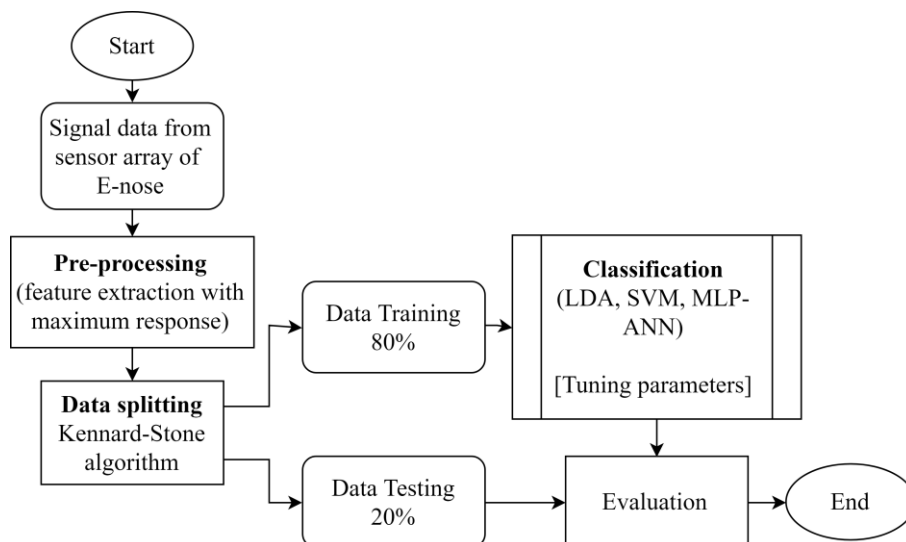 Start
Signal data from
sensor array of
E-nose
Pre-processing
(feature extraction with
maximum response)
Data splitting
Kennard-Stone
algorithm
Data Training
80%
Classification
(LDA, SVM, MLP-
ANN)
[Tuning parameters]
Data Testing
20%
Evaluation
End